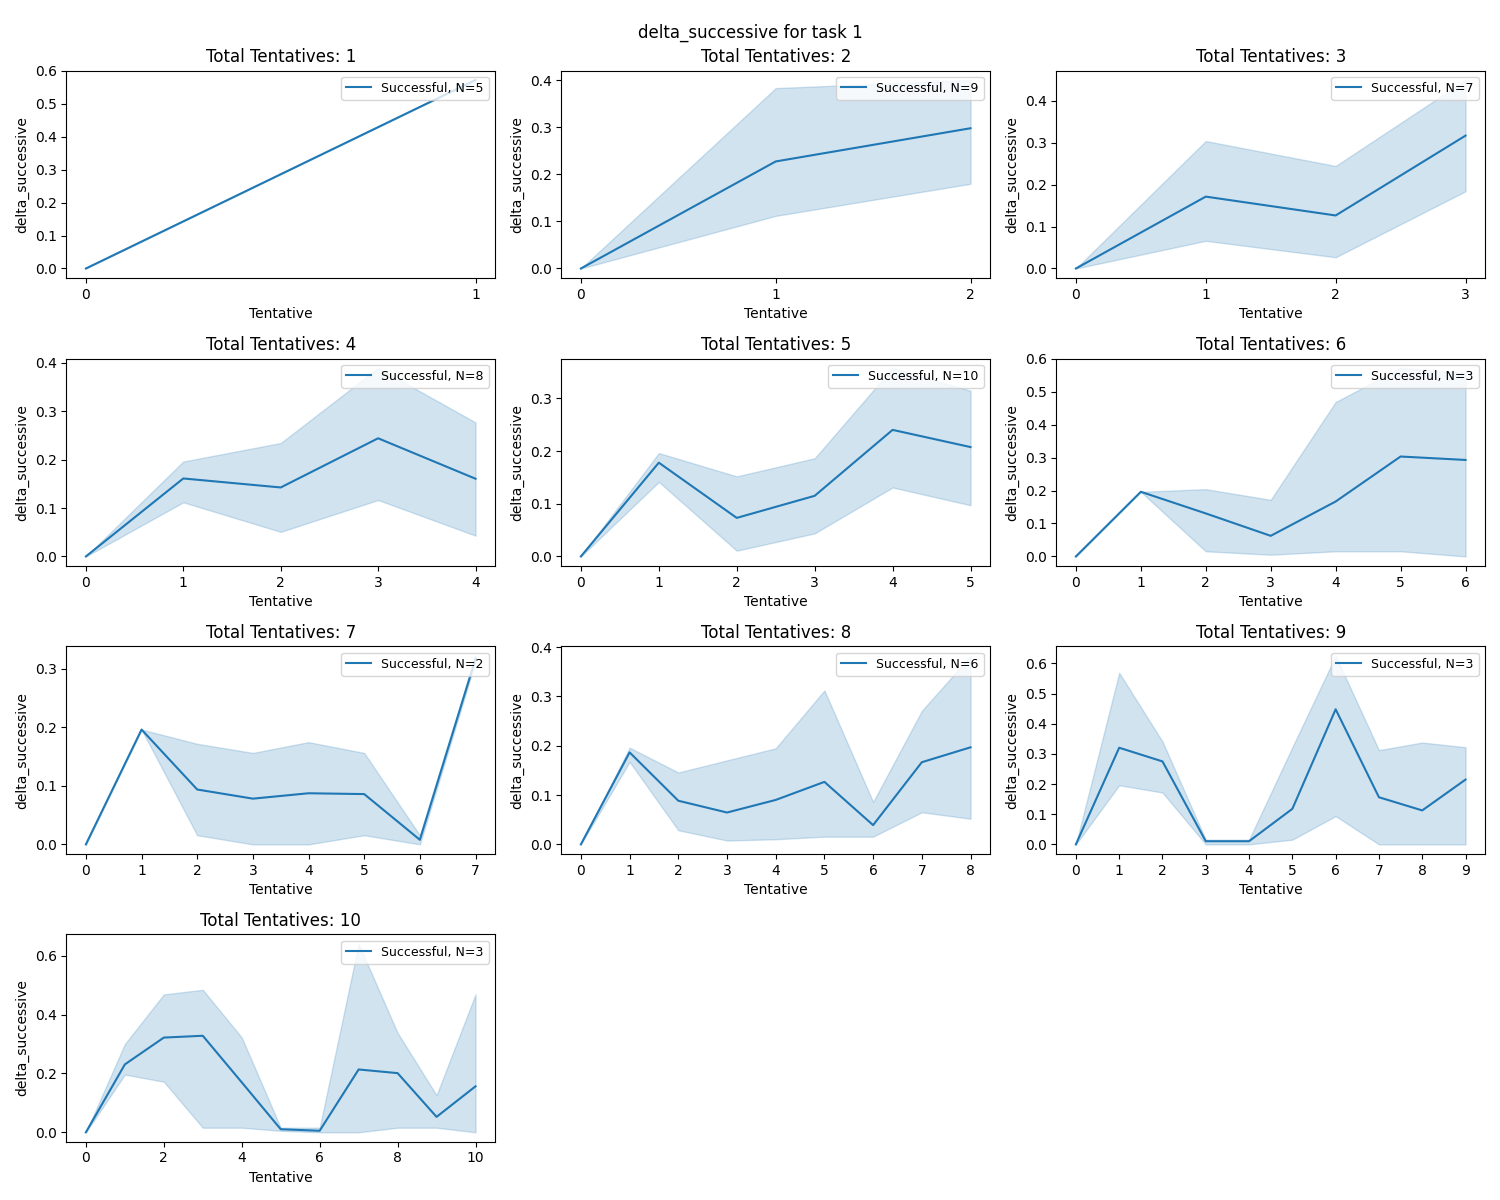 delta_successive for task 1
Total Tentatives: 1
Successful, N=5
delta_successive
0.6
0.5
0.4
0.3
0.2
0.1
0.0
0 1
Tentative
Total Tentatives: 2
Successful, N=9
delta_successive
0.4
0.3
0.2
0.1
0.0
0 1 2
Tentative
Total Tentatives: 3
Successful, N=7
delta_successive
0.4
0.3
0.2
0.1
0.0
0 1 2 3
Tentative
Total Tentatives: 4
Successful, N=8
delta_successive
0.4
0.3
0.2
0.1
0.0
0 1 2 3 4
Tentative
Total Tentatives: 5
Successful, N=10
delta_successive
0.3
0.2
0.1
0.0
0 1 2 3 4 5
Tentative
Total Tentatives: 6
Successful, N=3
delta_successive
0.6
0.5
0.4
0.3
0.2
0.1
0.0
0 1 2 3 4 5 6
Tentative
Total Tentatives: 7
Successful, N=2
delta_successive
0.3
0.2
0.1
0.0
0 1 2 3 4 5 6 7
Tentative
Total Tentatives: 8
Successful, N=6
delta_successive
0.4
0.3
0.2
0.1
0.0
0 1 2 3 4 5 6 7 8
Tentative
Total Tentatives: 9
Successful, N=3
delta_successive
0.6
0.5
0.4
0.3
0.2
0.1
0.0
0 1 2 3 4 5 6 7 8 9
Tentative
Total Tentatives: 10
Successful, N=3
delta_successive
0.6
0.4
0.2
0.0
0 2 4 6 8 10
Tentative